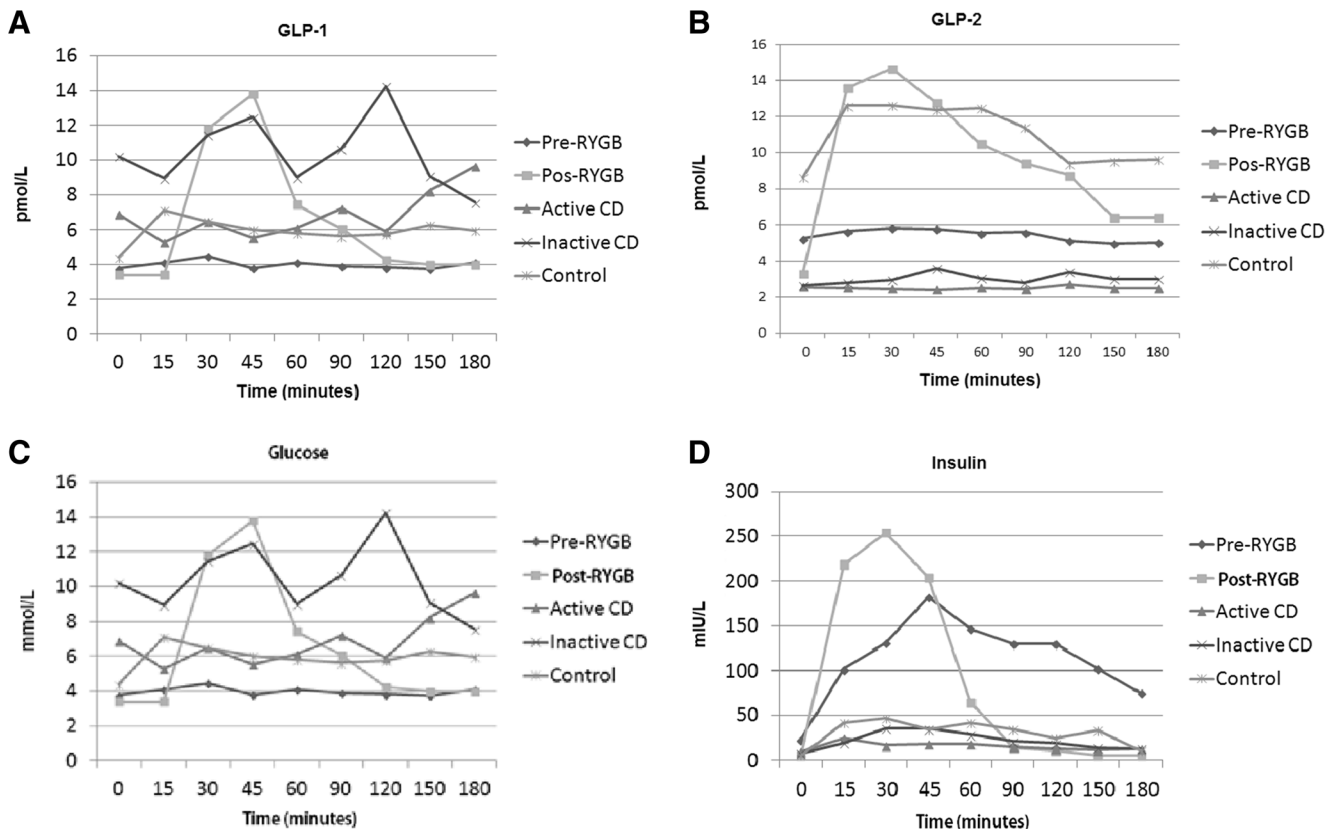 A
GLP-1
pmol/L
16
14
12
10
8
6
4
2
0
0 15 30 45 60 90 120 150 180
Time (minutes)
Pre-RYGB
Pos-RYGB
Active CD
Inactive CD
Control
B
GLP-2
pmol/L
16
14
12
10
8
6
4
2
0
0 15 30 45 60 90 120 150 180
Time (minutes)
Pre-RYGB
Pos-RYGB
Active CD
Inactive CD
Control
C
Glucose
mmol/L
16
14
12
10
8
6
4
2
0
0 15 30 45 60 90 120 150 180
Time (minutes)
Pre-RYGB
Post-RYGB
Active CD
Inactive CD
Control
D
Insulin
mIU/L
300
250
200
150
100
50
0
0 15 30 45 60 90 120 150 180
Time (minutes)
Pre-RYGB
Post-RYGB
Active CD
Inactive CD
Control